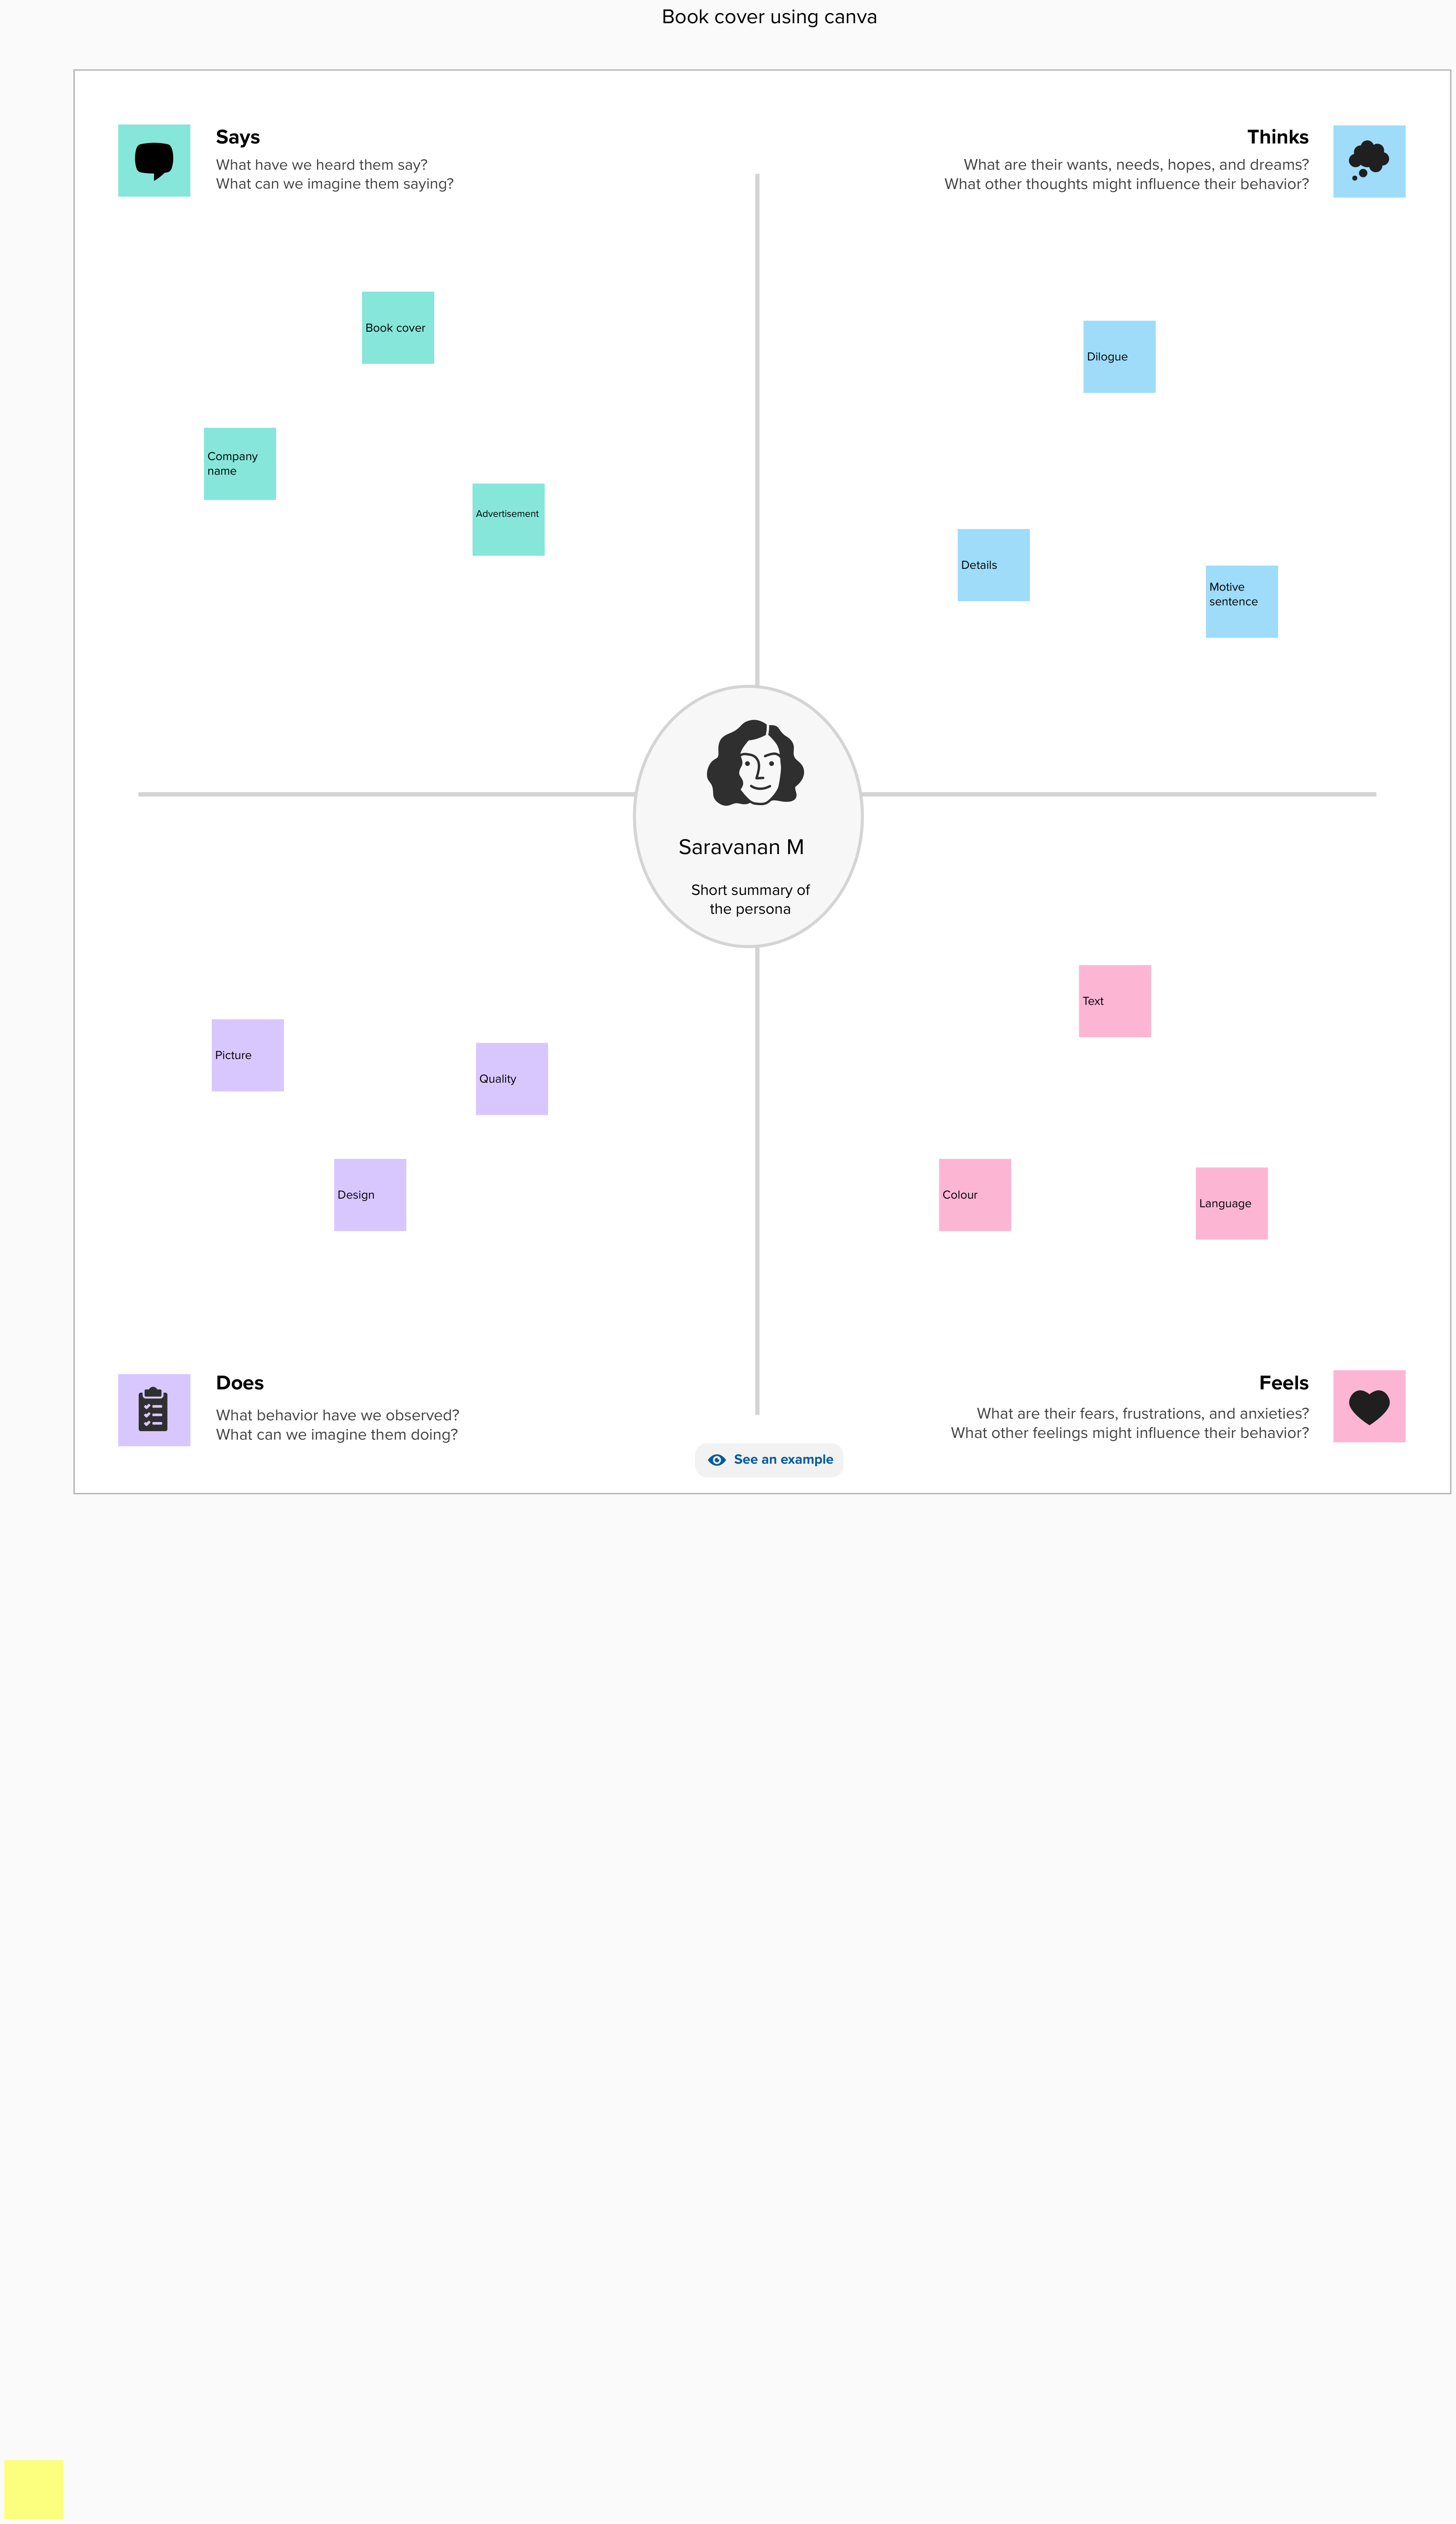 Book cover using canva
Says
What have we heard them say?
What can we imagine them saying?
Thinks
What are their wants, needs, hopes, and dreams?
What other thoughts might influence their behavior?
Book cover
Company
name
Advertisement
Dilogue
Details
Motive
sentence
Saravanan M
Short summary of
the persona
Picture
Quality
Design
Text
Colour
Language
Does
What behavior have we observed?
What can we imagine them doing?
Feels
What are their fears, frustrations, and anxieties?
What other feelings might influence their behavior?
See an example